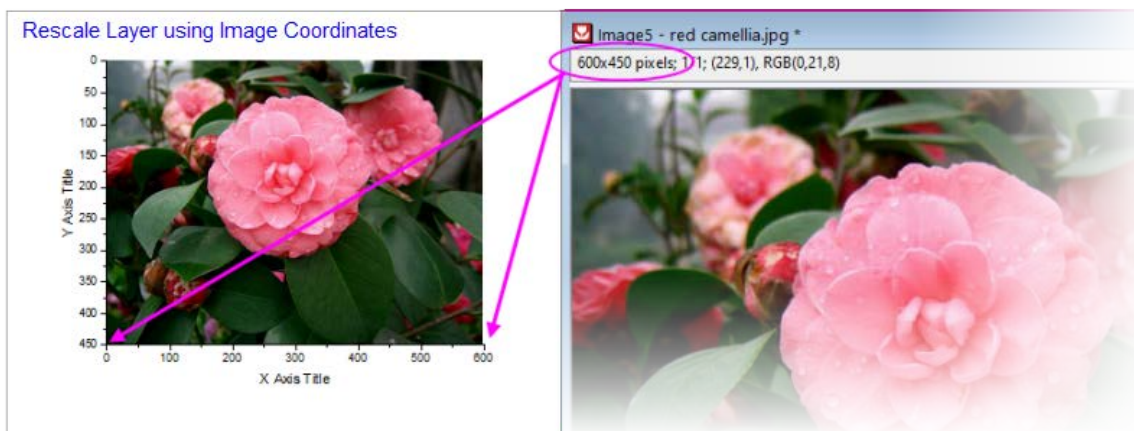 Rescale Layer using Image Coordinates
0
50
100
150
200
250
300
350
400
450
Y Axis Title
0 100 200 300 400 500 600
X Axis Title
Image5 - red camellia.jpg *
600x450 pixels; 1/1; (229,1), RGB(0,21,8)